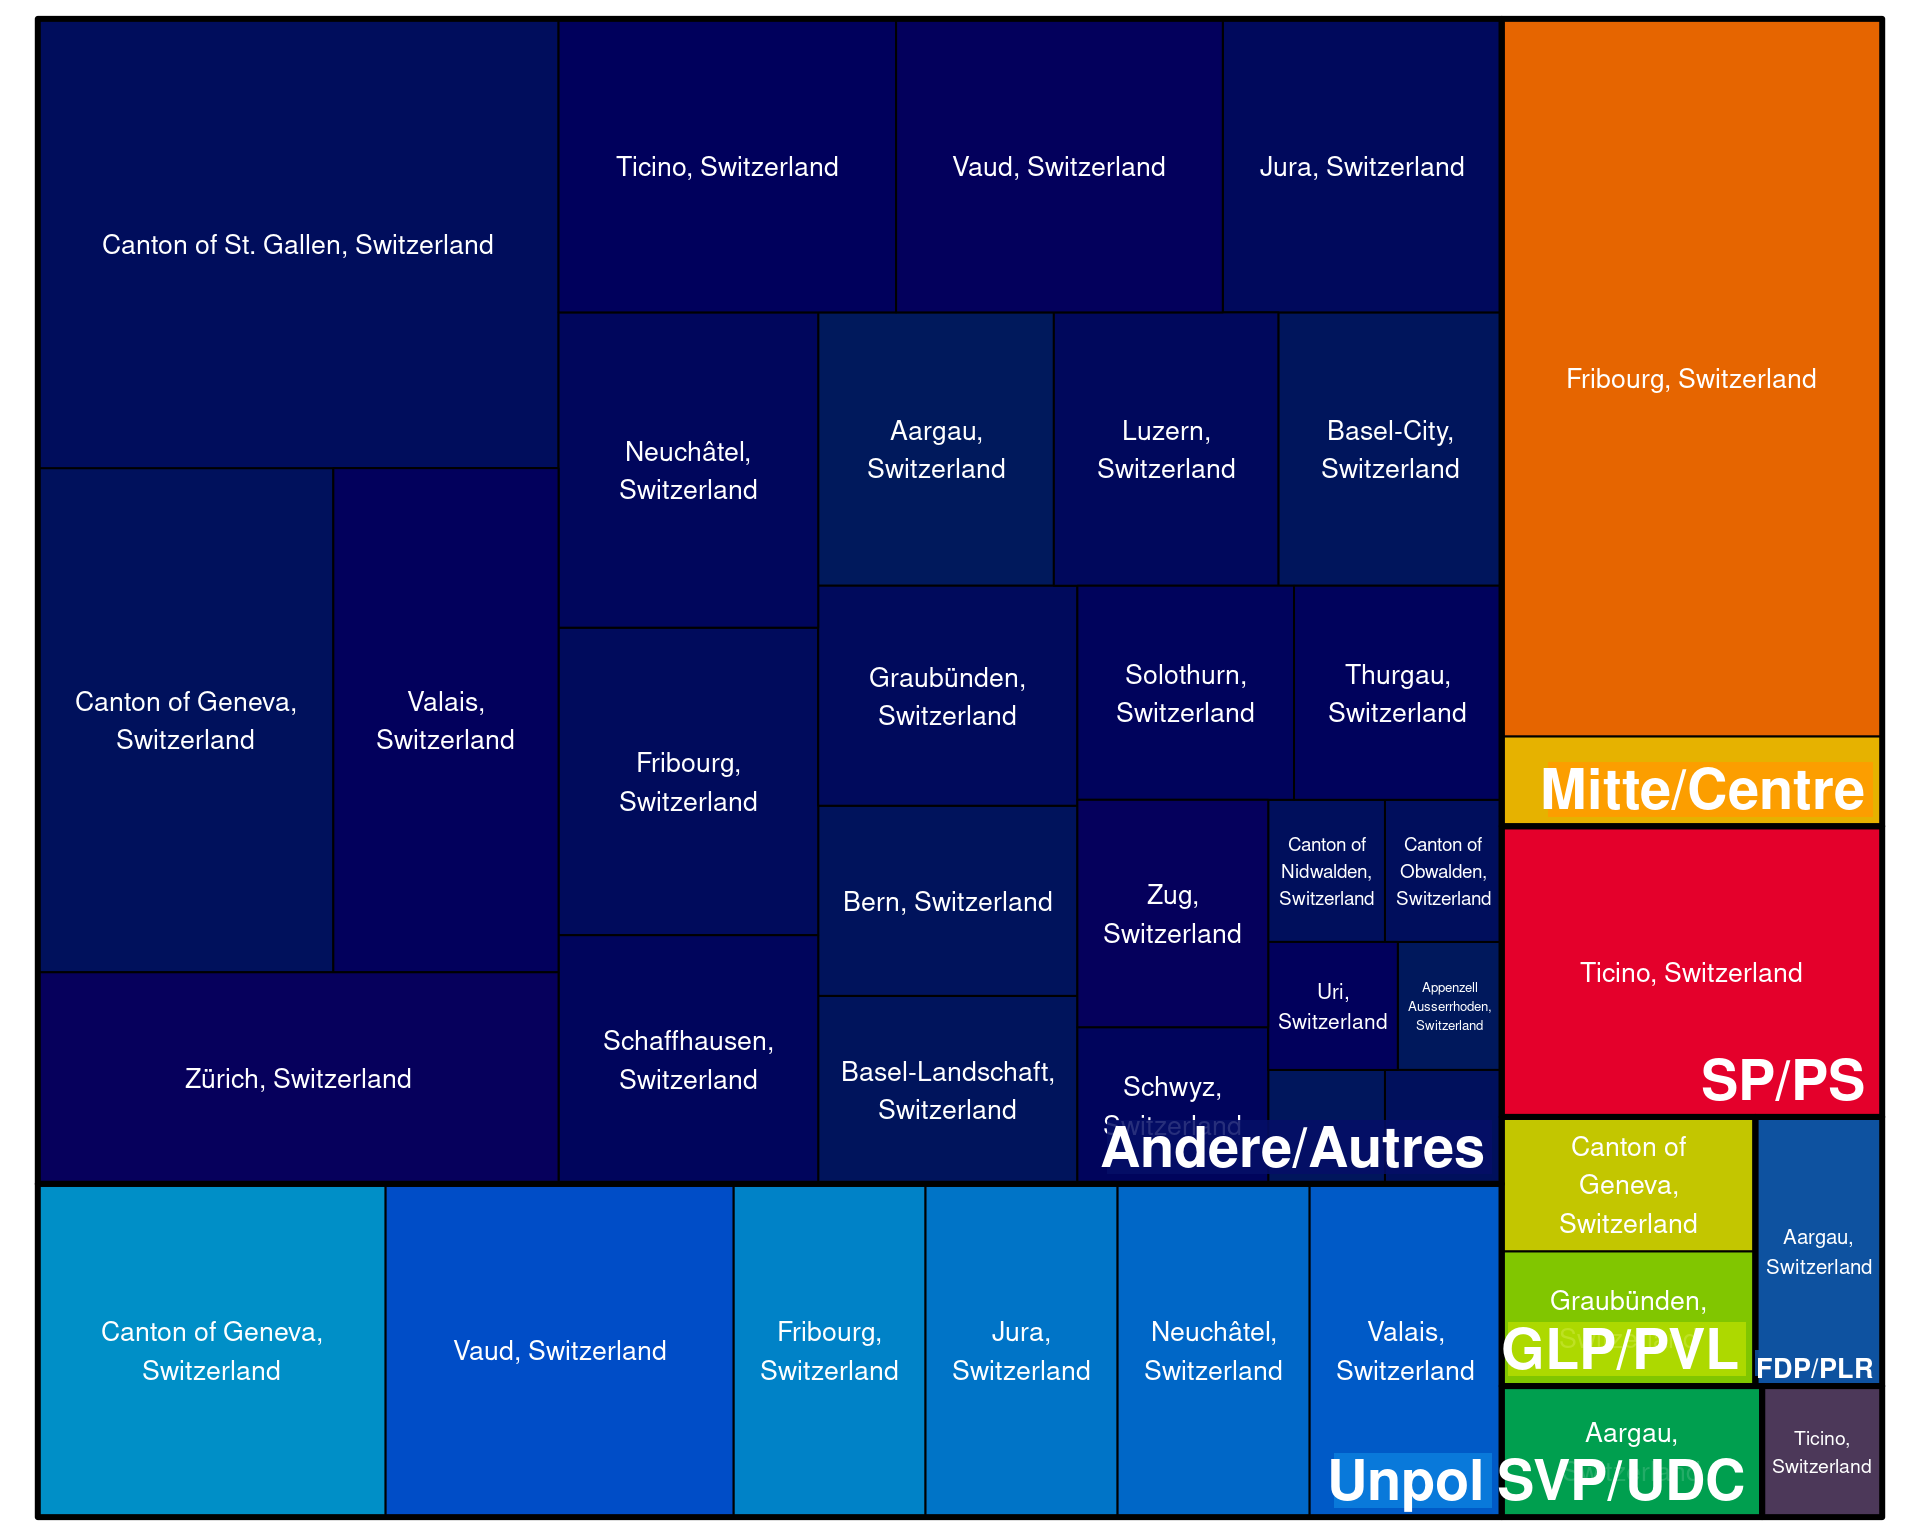 Canton of St. Gallen, Switzerland
Ticino, Switzerland
Vaud, Switzerland
Jura, Switzerland
Neuchâtel,
Switzerland
Aargau,
Switzerland
Luzern,
Switzerland
Basel-City,
Switzerland
Canton of Geneva,
Switzerland
Valais,
Switzerland
Fribourg,
Switzerland
Graubünden,
Switzerland
Solothurn,
Switzerland
Thurgau,
Switzerland
Bern, Switzerland
Zug,
Switzerland
Canton of
Nidwalden,
Switzerland
Canton of
Obwalden,
Switzerland
Uri,
Switzerland
Appenzell
Ausserrhoden,
Switzerland
Zürich, Switzerland
Schaffhausen,
Switzerland
Basel-Landschaft,
Switzerland
Schwyz,
Switzerland
Andere/Autres
Canton of Geneva,
Switzerland
Vaud, Switzerland
Fribourg,
Switzerland
Jura,
Switzerland
Neuchâtel,
Switzerland
Valais,
Switzerland
Unpol
Fribourg, Switzerland
Mitte/Centre
Ticino, Switzerland
SP/PS
Canton of
Geneva,
Switzerland
Graubünden,
Switzerland
GLP/PVL
Aargau,
Switzerland
FDP/PLR
Aargau,
Switzerland
SVP/UDC
Ticino,
Switzerland